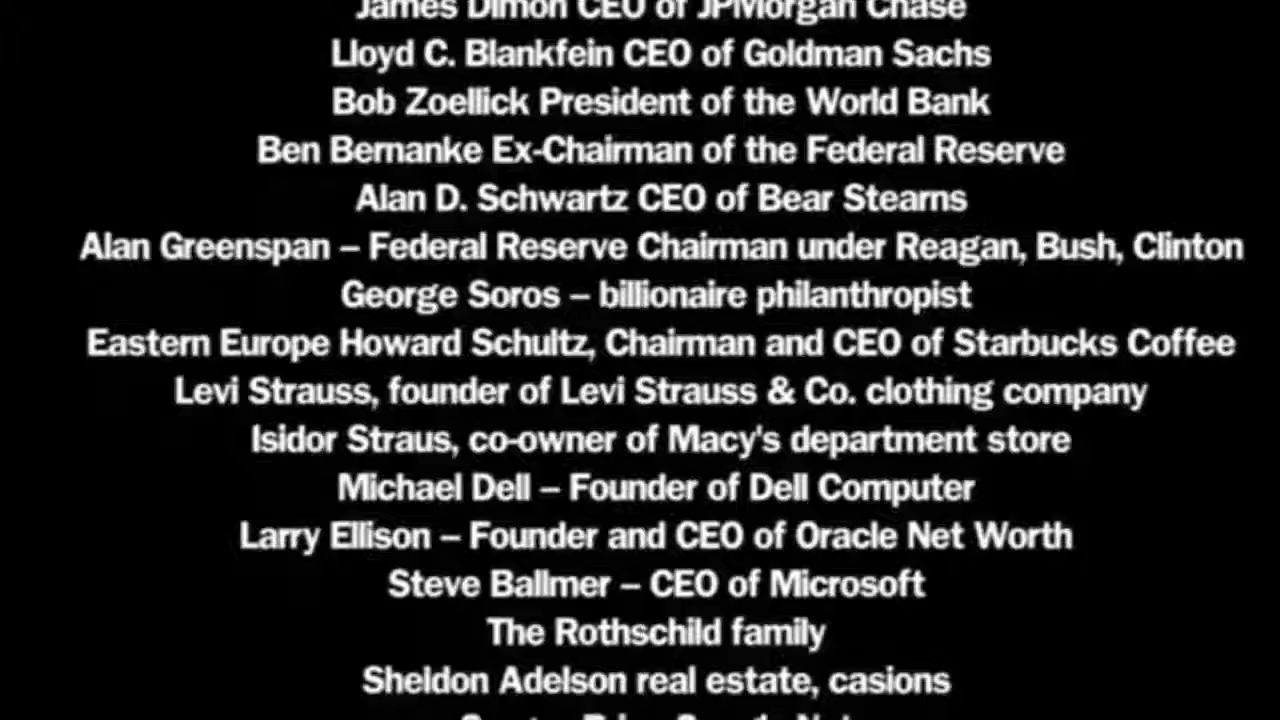 James Dimon CEO of JPMorgan Chase
Lloyd C. Blankfein CEO of Goldman Sachs
Bob Zoellick President of the World Bank
Ben Bernanke Ex-Chairman of the Federal Reserve
Alan D. Schwartz CEO of Bear Stearns
Alan Greenspan – Federal Reserve Chairman under Reagan, Bush, Clinton
George Soros – billionaire philanthropist
Eastern Europe Howard Schultz, Chairman and CEO of Starbucks Coffee
Levi Strauss, founder of Levi Strauss & Co. clothing company
Isidor Straus, co-owner of Macy's department store
Michael Dell – Founder of Dell Computer
Larry Ellison – Founder and CEO of Oracle Net Worth
Steve Ballmer – CEO of Microsoft
The Rothschild family
Sheldon Adelson real estate, casions